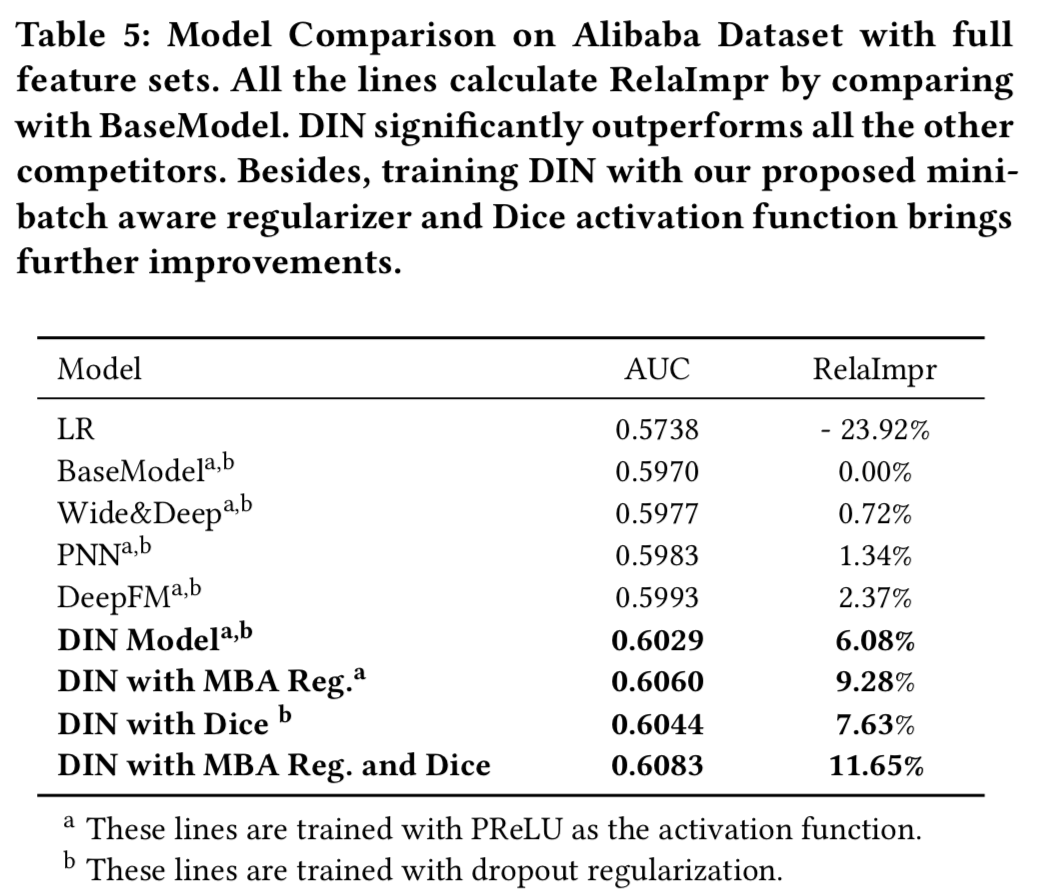 Table 5: Model Comparison on Alibaba Dataset with full
feature sets. All the lines calculate RelaImpr by comparing
with BaseModel. DIN significantly outperforms all the other
competitors. Besides, training DIN with our proposed mini-
batch aware regularizer and Dice activation function brings
further improvements.
Model AUC RelaImpr
LR 0.5738 - 23.92%
BaseModel^a,b 0.5970 0.00%
Wide&Deep^a,b 0.5977 0.72%
PNN^a,b 0.5983 1.34%
DeepFM^a,b 0.5993 2.37%
DIN Model^a,b 0.6029 6.08%
DIN with MBA Reg.^a 0.6060 9.28%
DIN with Dice ^b 0.6044 7.63%
DIN with MBA Reg. and Dice 0.6083 11.65%
^a These lines are trained with PReLU as the activation function.
^b These lines are trained with dropout regularization.